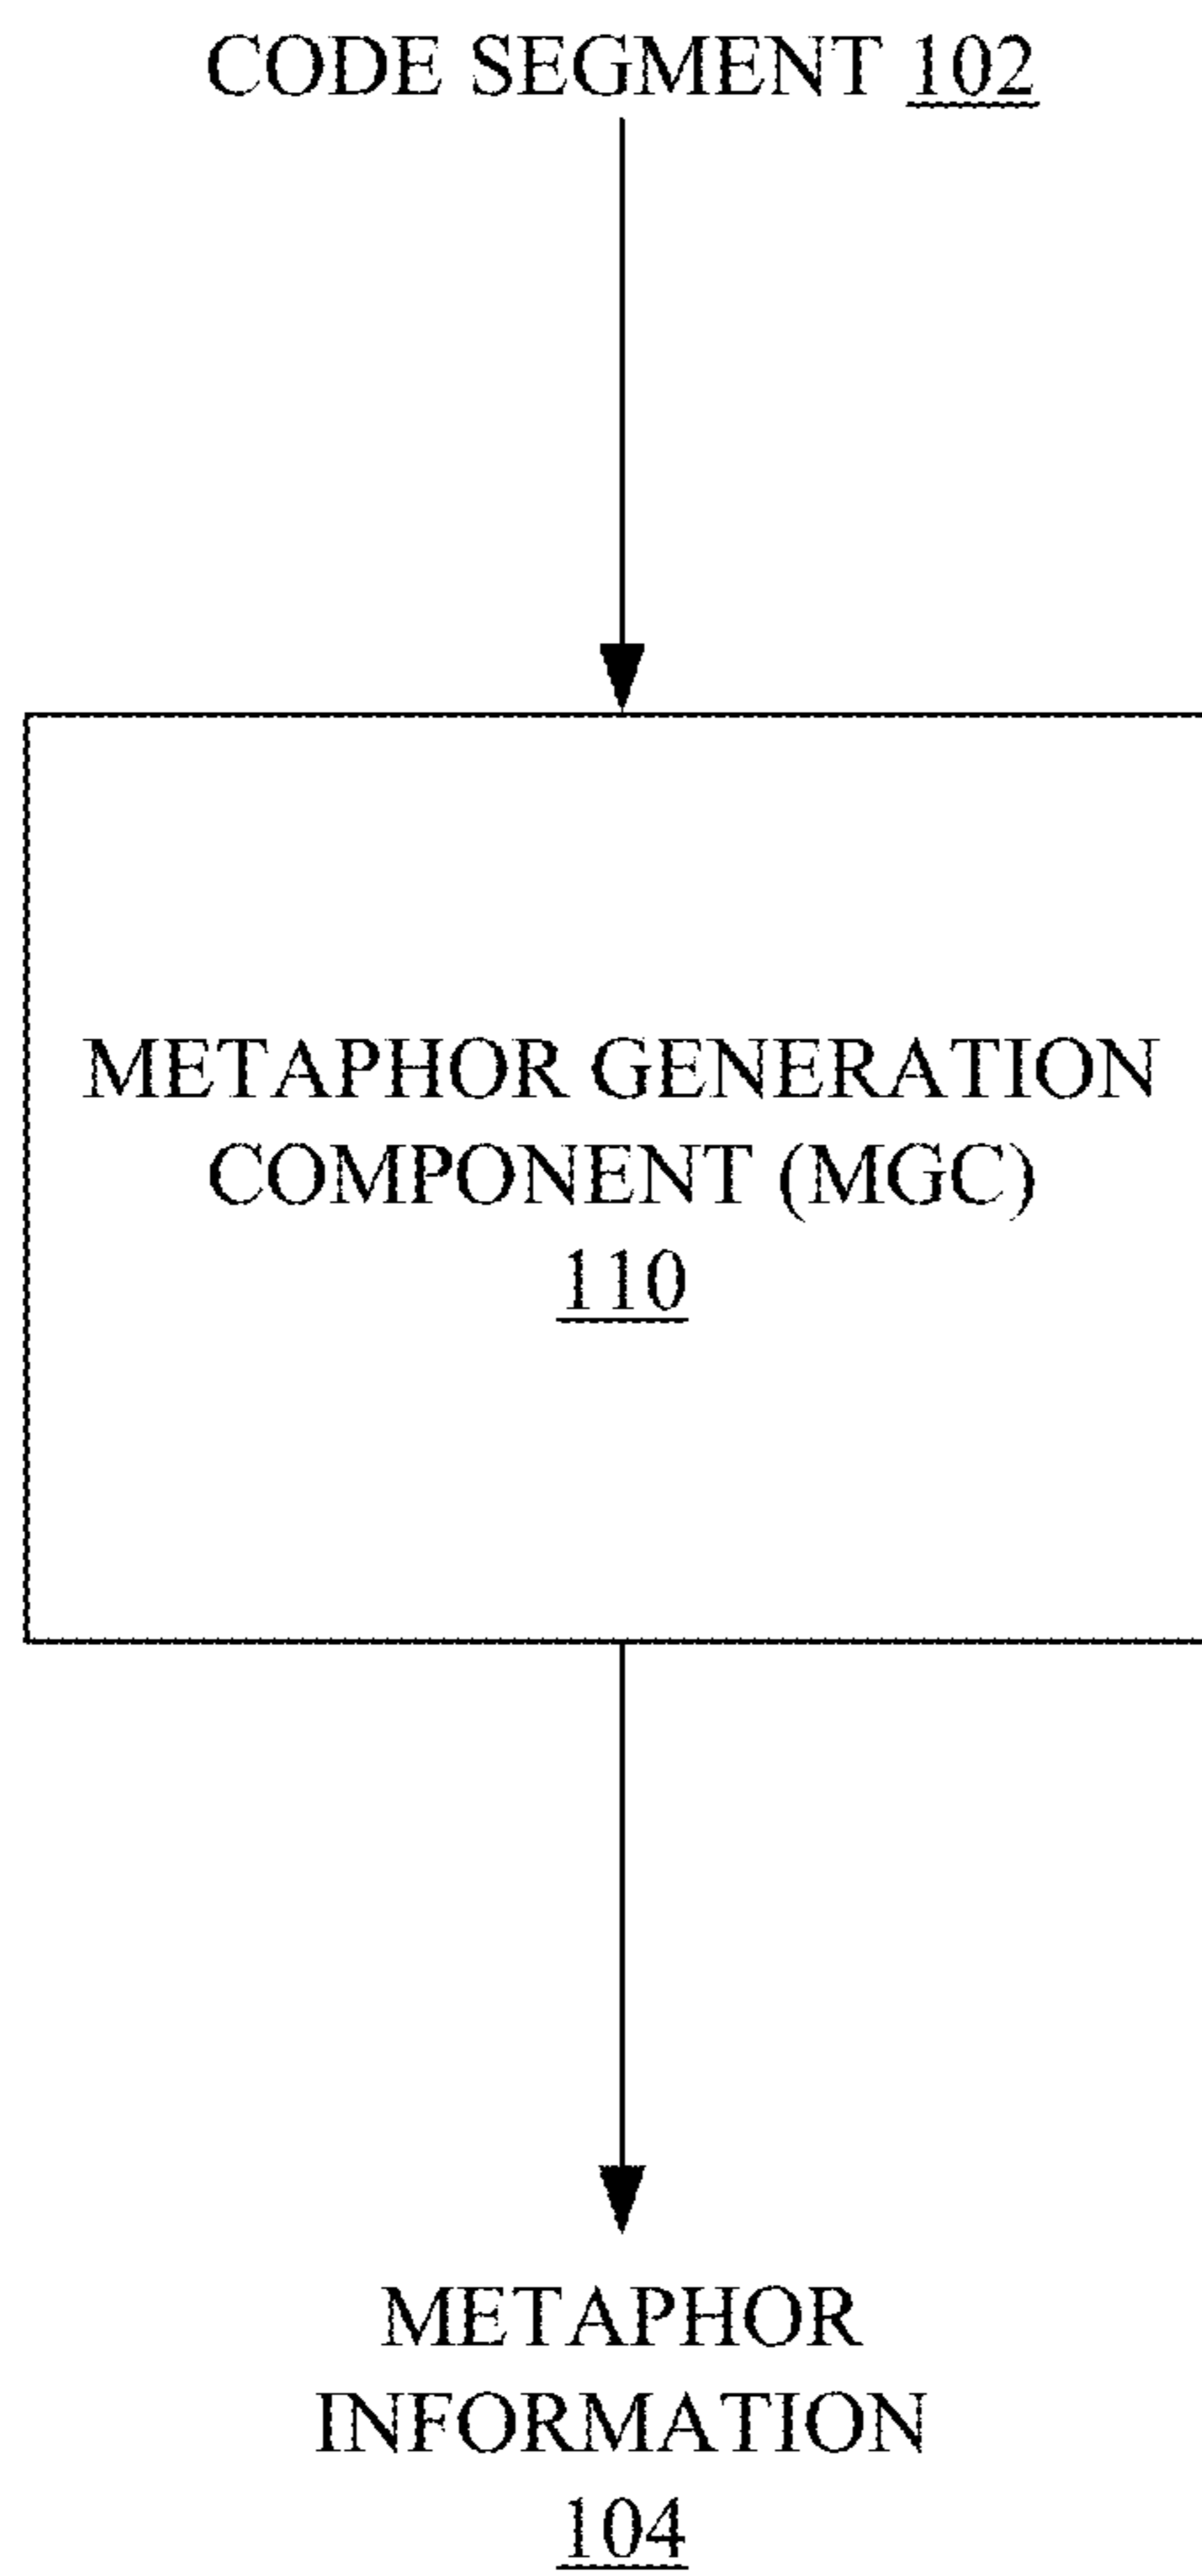 CODE SEGMENT 102
METAPHOR GENERATION
COMPONENT (MGC)
110
METAPHOR
INFORMATION
104